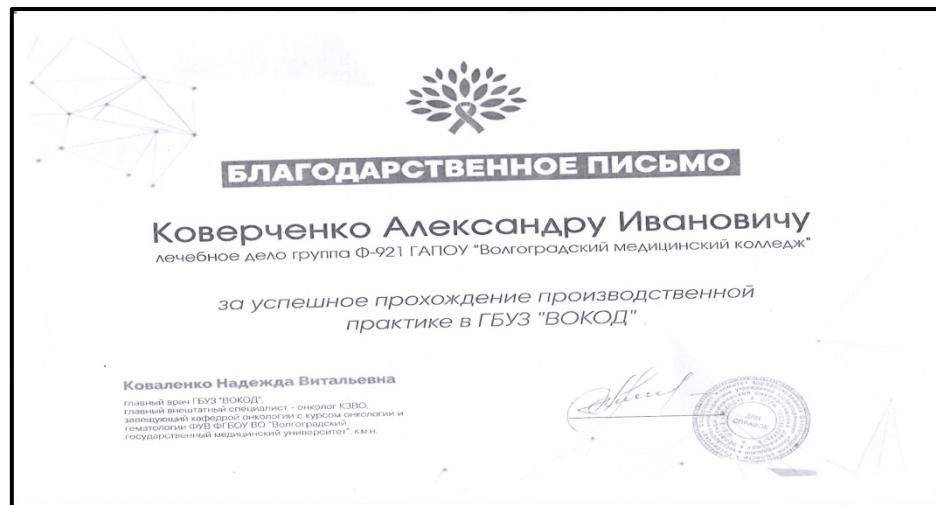 БЛАГОДАРСТВЕННОЕ ПИСЬМО
Коверченко Александру Ивановичу
лечебное дело группа Ф-921 ГАПОУ "Волгоградский медицинский колледж"
за успешное прохождение производственной
практике в ГБУЗ "ВОКОД"
Коваленко Надежда Витальевна
главный врач ГБУЗ "ВОКОД",
главный внештатный специалист - онколог КЗВО,
заведующий кафедрой онкологии с курсом онкологии и
гематологии ФУВ ФГБОУ ВО "Волгоградский
государственный медицинский университет", к.м.н.
ДЛЯ
СПРАВОК